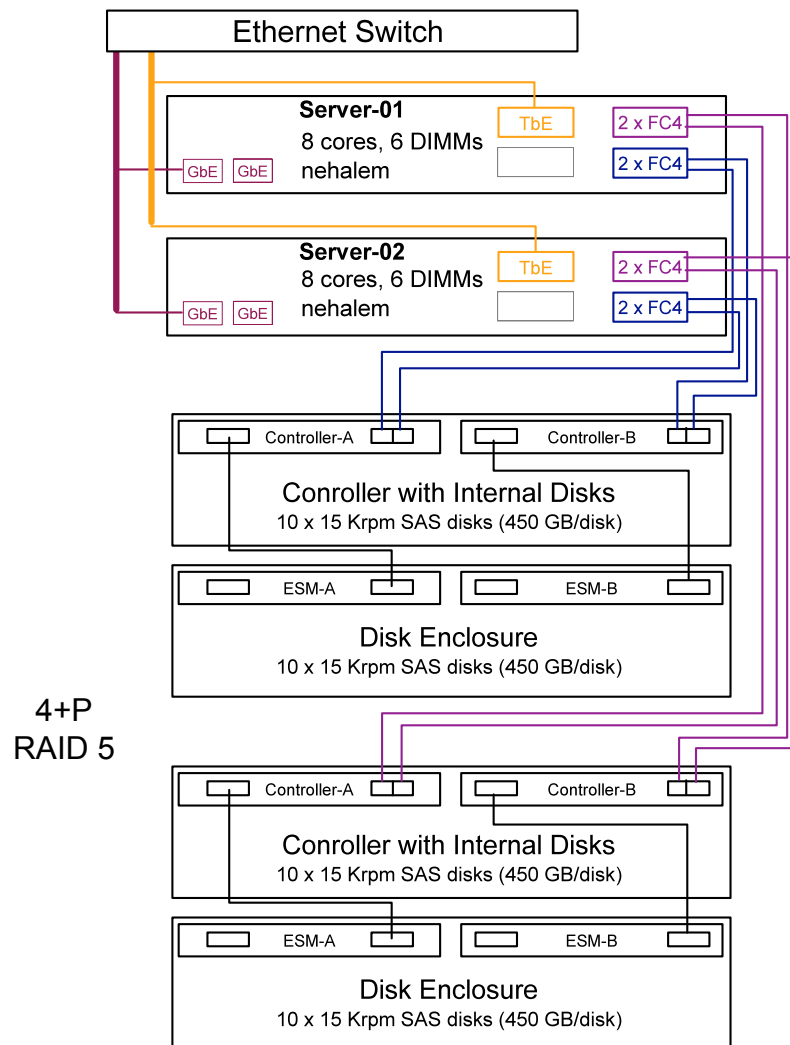 Ethernet Switch
Server-01
8 cores, 6 DIMMs
nehalem
GbE GbE
TbE
2 x FC4
2 x FC4
Server-02
8 cores, 6 DIMMs
nehalem
GbE GbE
TbE
2 x FC4
2 x FC4
Controller-A Controller-B
Conroller with Internal Disks
10 x 15 Krpm SAS disks (450 GB/disk)
ESM-A ESM-B
Disk Enclosure
10 x 15 Krpm SAS disks (450 GB/disk)
4+P
RAID 5
Controller-A Controller-B
Conroller with Internal Disks
10 x 15 Krpm SAS disks (450 GB/disk)
ESM-A ESM-B
Disk Enclosure
10 x 15 Krpm SAS disks (450 GB/disk)